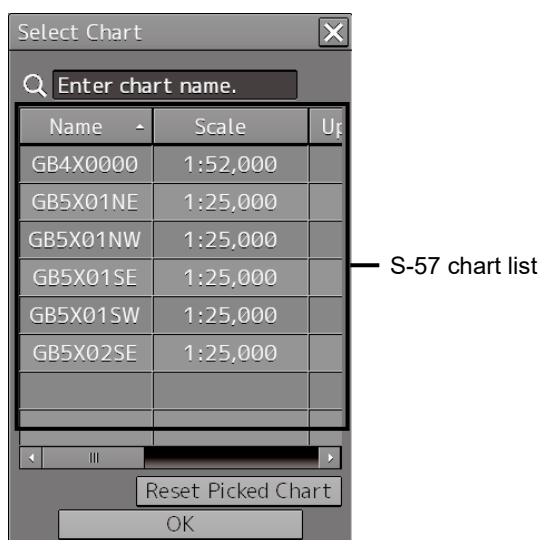 Select Chart
Enter chart name.
Name Scale Up
GB4X0000 1:52,000
GB5X01NE 1:25,000
GB5X01NW 1:25,000
GB5X01SE 1:25,000
S-57 chart list
GB5X01SW 1:25,000
GB5X02SE 1:25,000
Reset Picked Chart
OK